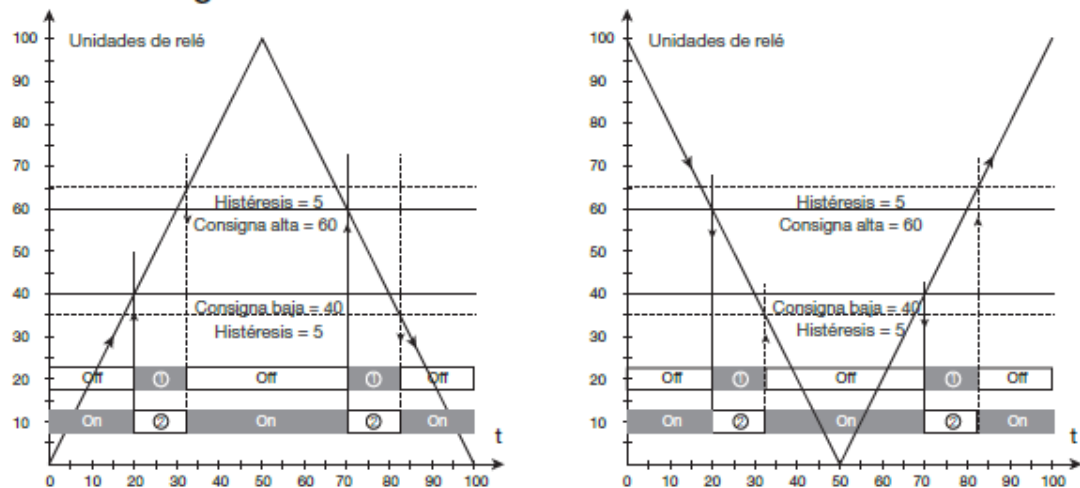 Unidades de relé
100
90
80
70
60
50
40
30
20
10
Histéresis = 5
Consigna alta = 60
Consigna baja = 40
Histéresis = 5
Off ① Off ① Off
On ② On ② On
t
0 10 20 30 40 50 60 70 80 90 100
Unidades de relé
100
90
80
70
60
50
40
30
20
10
Histéresis = 5
Consigna alta = 60
Consigna baja = 40
Histéresis = 5
Off ① Off ① Off
On ② On ② On
t
0 10 20 30 40 50 60 70 80 90 100